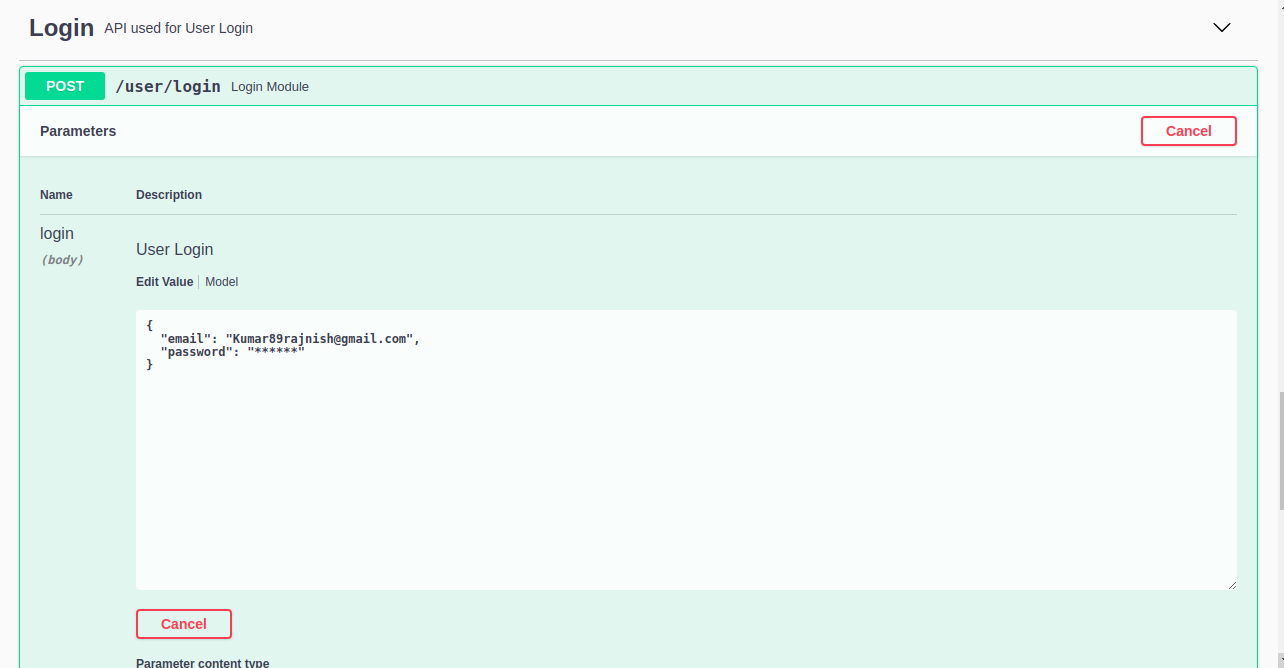 Login API used for User Login
POST /user/login Login Module
Parameters Cancel
Name Description
login
User Login
(body)
Edit Value Model
{
"email": "Kumar89rajnish@gmail.com",
"password": "******"
}
Cancel
Parameter content type